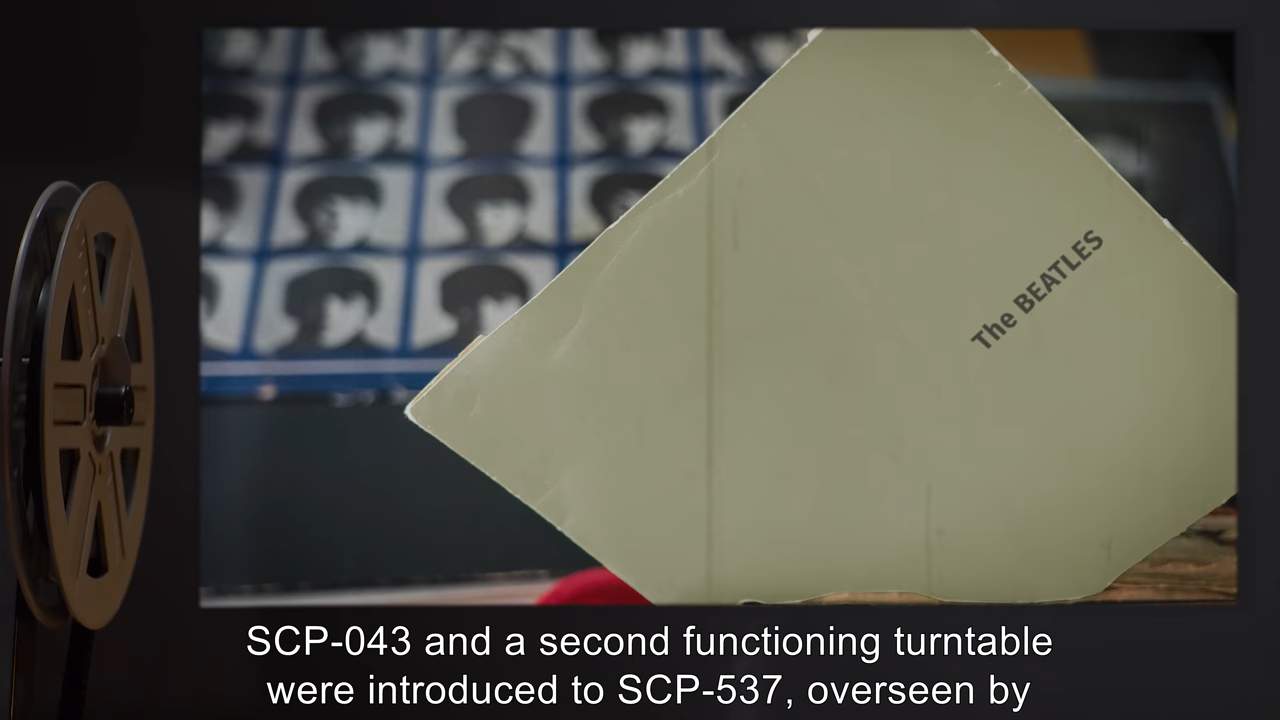 The BEATLES
SCP-043 and a second functioning turntable
were introduced to SCP-537, overseen by